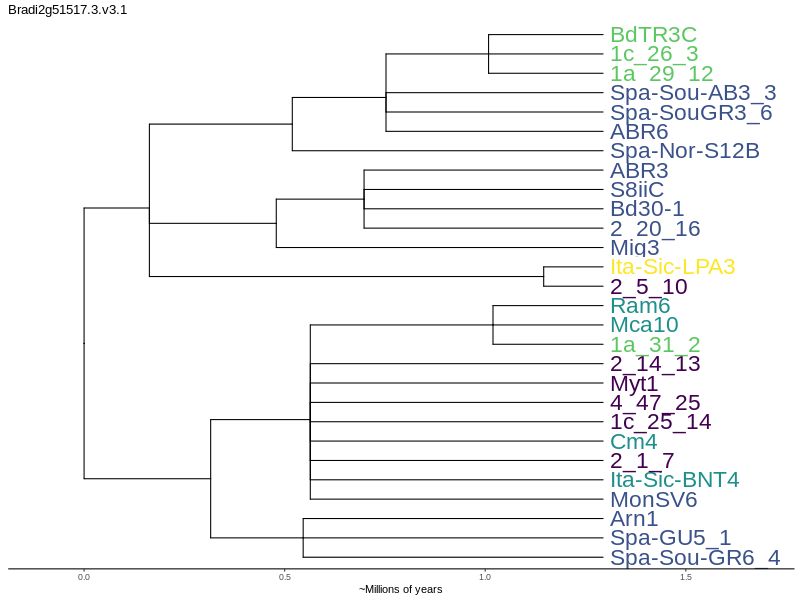 Bradi2g51517.3.v3.1
BdTR3C
1c_26_3
1a_29_12
Spa-Sou-AB3_3
Spa-SouGR3_6
ABR6
Spa-Nor-S12B
ABR3
S8iiC
Bd30-1
2_20_16
Mig3
Ita-Sic-LPA3
2_5_10
Ram6
Mca10
1a_31_2
2_14_13
Myt1
4_47_25
1c_25_14
Cm4
2_1_7
Ita-Sic-BNT4
MonSV6
Arn1
Spa-GU5_1
Spa-Sou-GR6_4
0.0 0.5 1.0 1.5
~Millions of years